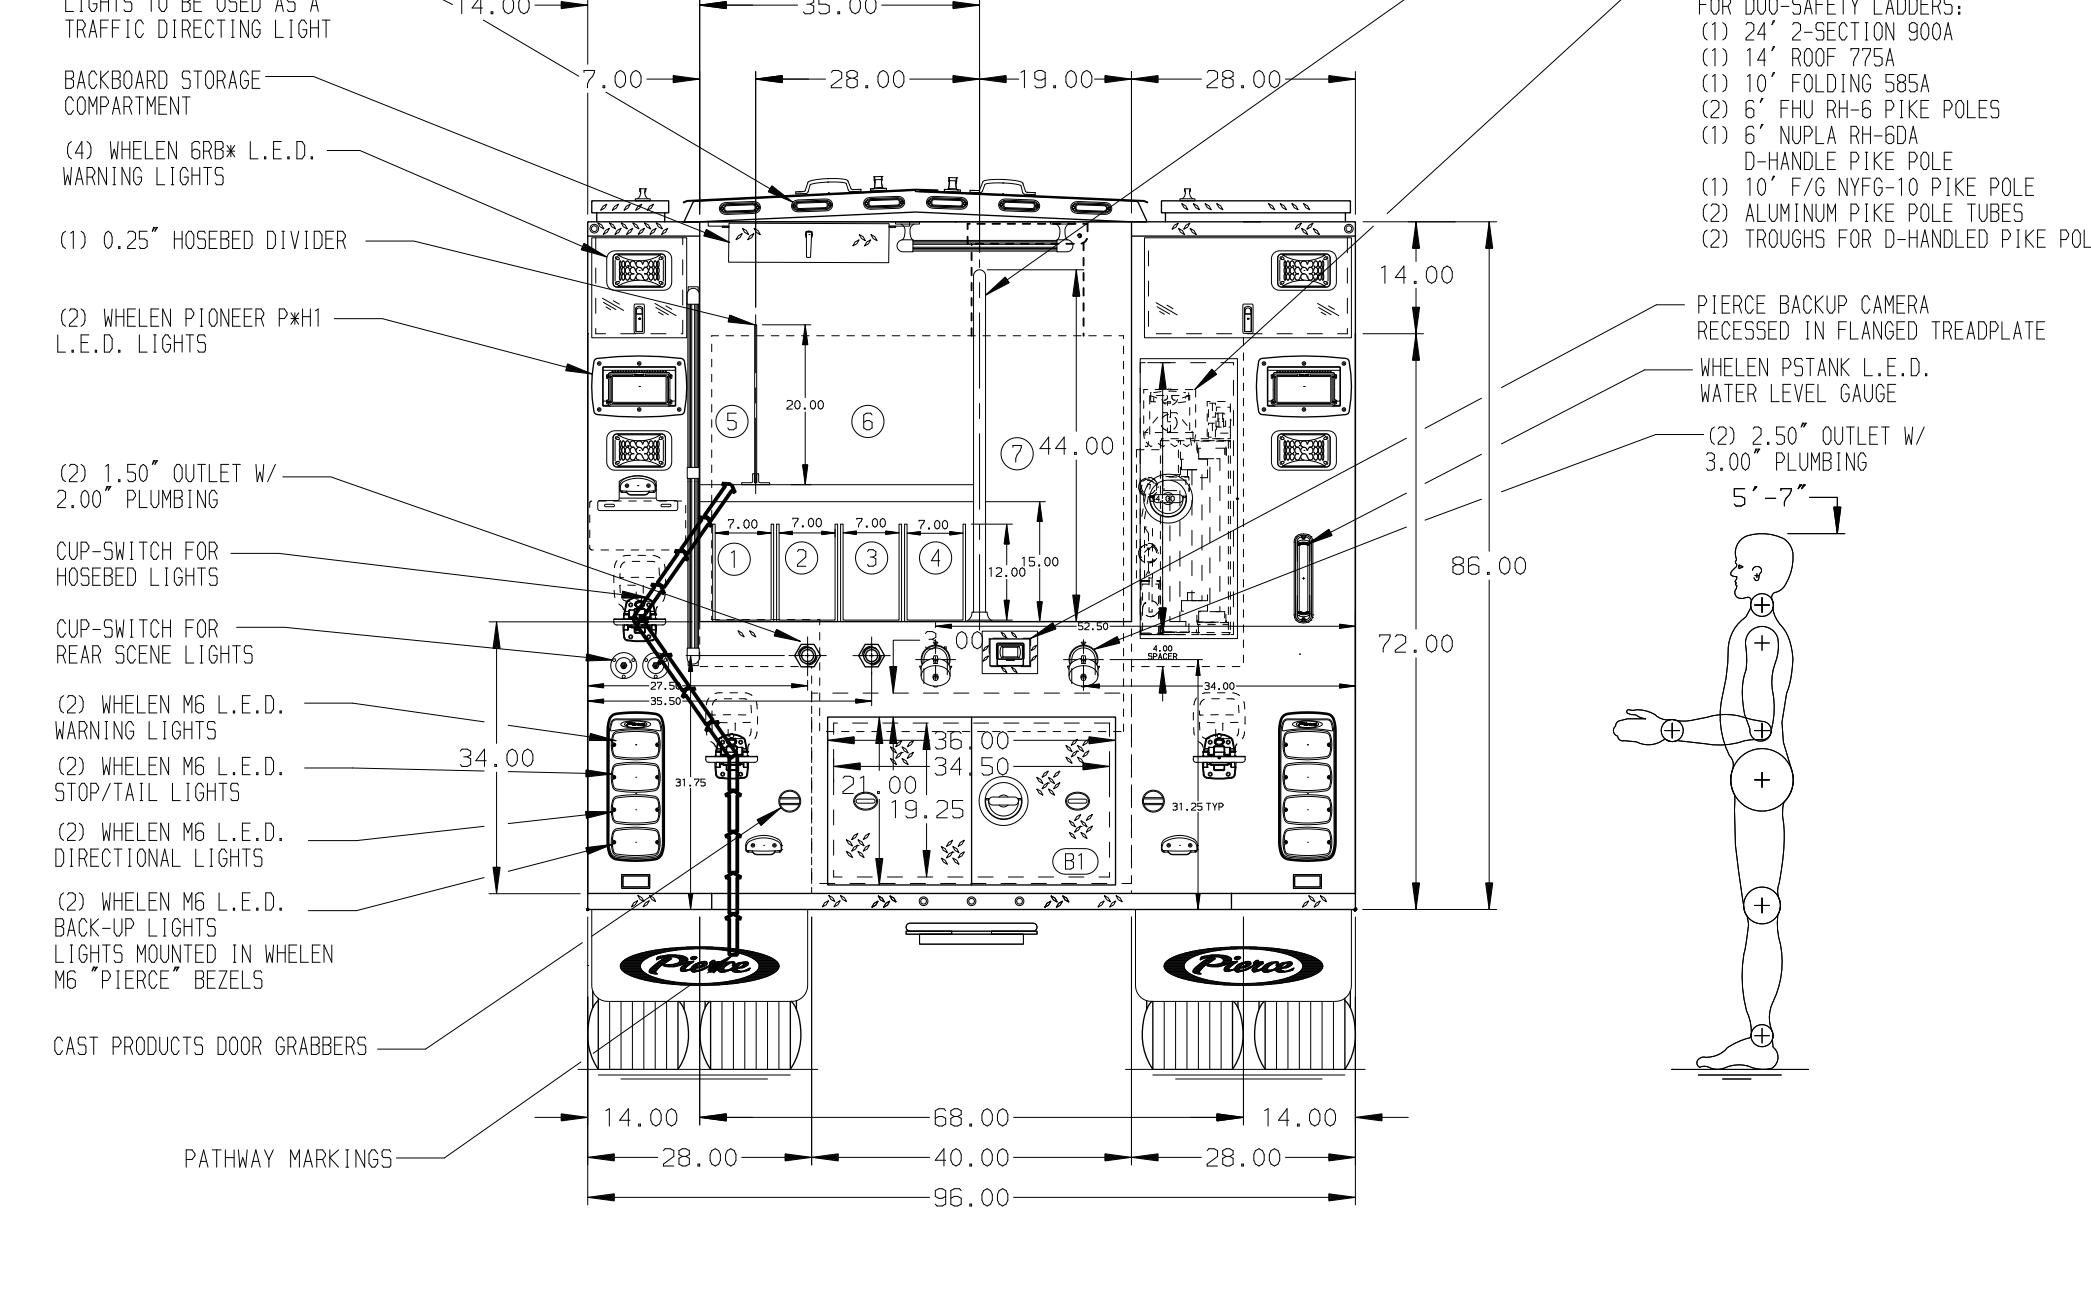 LIGHTS TO BE USED AS A
TRAFFIC DIRECTING LIGHT
BACKBOARD STORAGE
COMPARTMENT
(4) WHELEN 6RB* L.E.D.
WARNING LIGHTS
(1) 0.25" HOSEBED DIVIDER
(2) WHELEN PIONEER P*H1
L.E.D. LIGHTS
(2) 1.50" OUTLET W/
2.00" PLUMBING
CUP-SWITCH FOR
HOSEBED LIGHTS
CUP-SWITCH FOR
REAR SCENE LIGHTS
(2) WHELEN M6 L.E.D.
WARNING LIGHTS
(2) WHELEN M6 L.E.D.
STOP/TAIL LIGHTS
(2) WHELEN M6 L.E.D.
DIRECTIONAL LIGHTS
(2) WHELEN M6 L.E.D.
BACK-UP LIGHTS
LIGHTS MOUNTED IN WHELEN
M6 "PIERCE" BEZELS
CAST PRODUCTS DOOR GRABBERS
PATHWAY MARKINGS
14.00
35.00
7.00
28.00
19.00
28.00
14.00
20.00
5
6
7
44.00
7.00
7.00
7.00
7.00
1
2
3
4
12.00
15.00
14.00
86.00
72.00
3.00
52.50
4.00
SPACER
27.50
35.50
34.00
34.00
36.00
34.50
21.00
19.25
31.75
31.25 TYP
B1
Pierce
Pierce
Pierce
Pierce
14.00
68.00
14.00
28.00
40.00
28.00
96.00
FOR DUO-SAFETY LADDERS:
(1) 24' 2-SECTION 900A
(1) 14' ROOF 775A
(1) 10' FOLDING 585A
(2) 6' FHU RH-6 PIKE POLES
(1) 6' NUPLA RH-6DA
D-HANDLE PIKE POLE
(1) 10' F/G NYFG-10 PIKE POLE
(2) ALUMINUM PIKE POLE TUBES
(2) TROUGHS FOR D-HANDLED PIKE POL
PIERCE BACKUP CAMERA
RECESSED IN FLANGED TREADPLATE
WHELEN PSTANK L.E.D.
WATER LEVEL GAUGE
(2) 2.50" OUTLET W/
3.00" PLUMBING
5'-7"